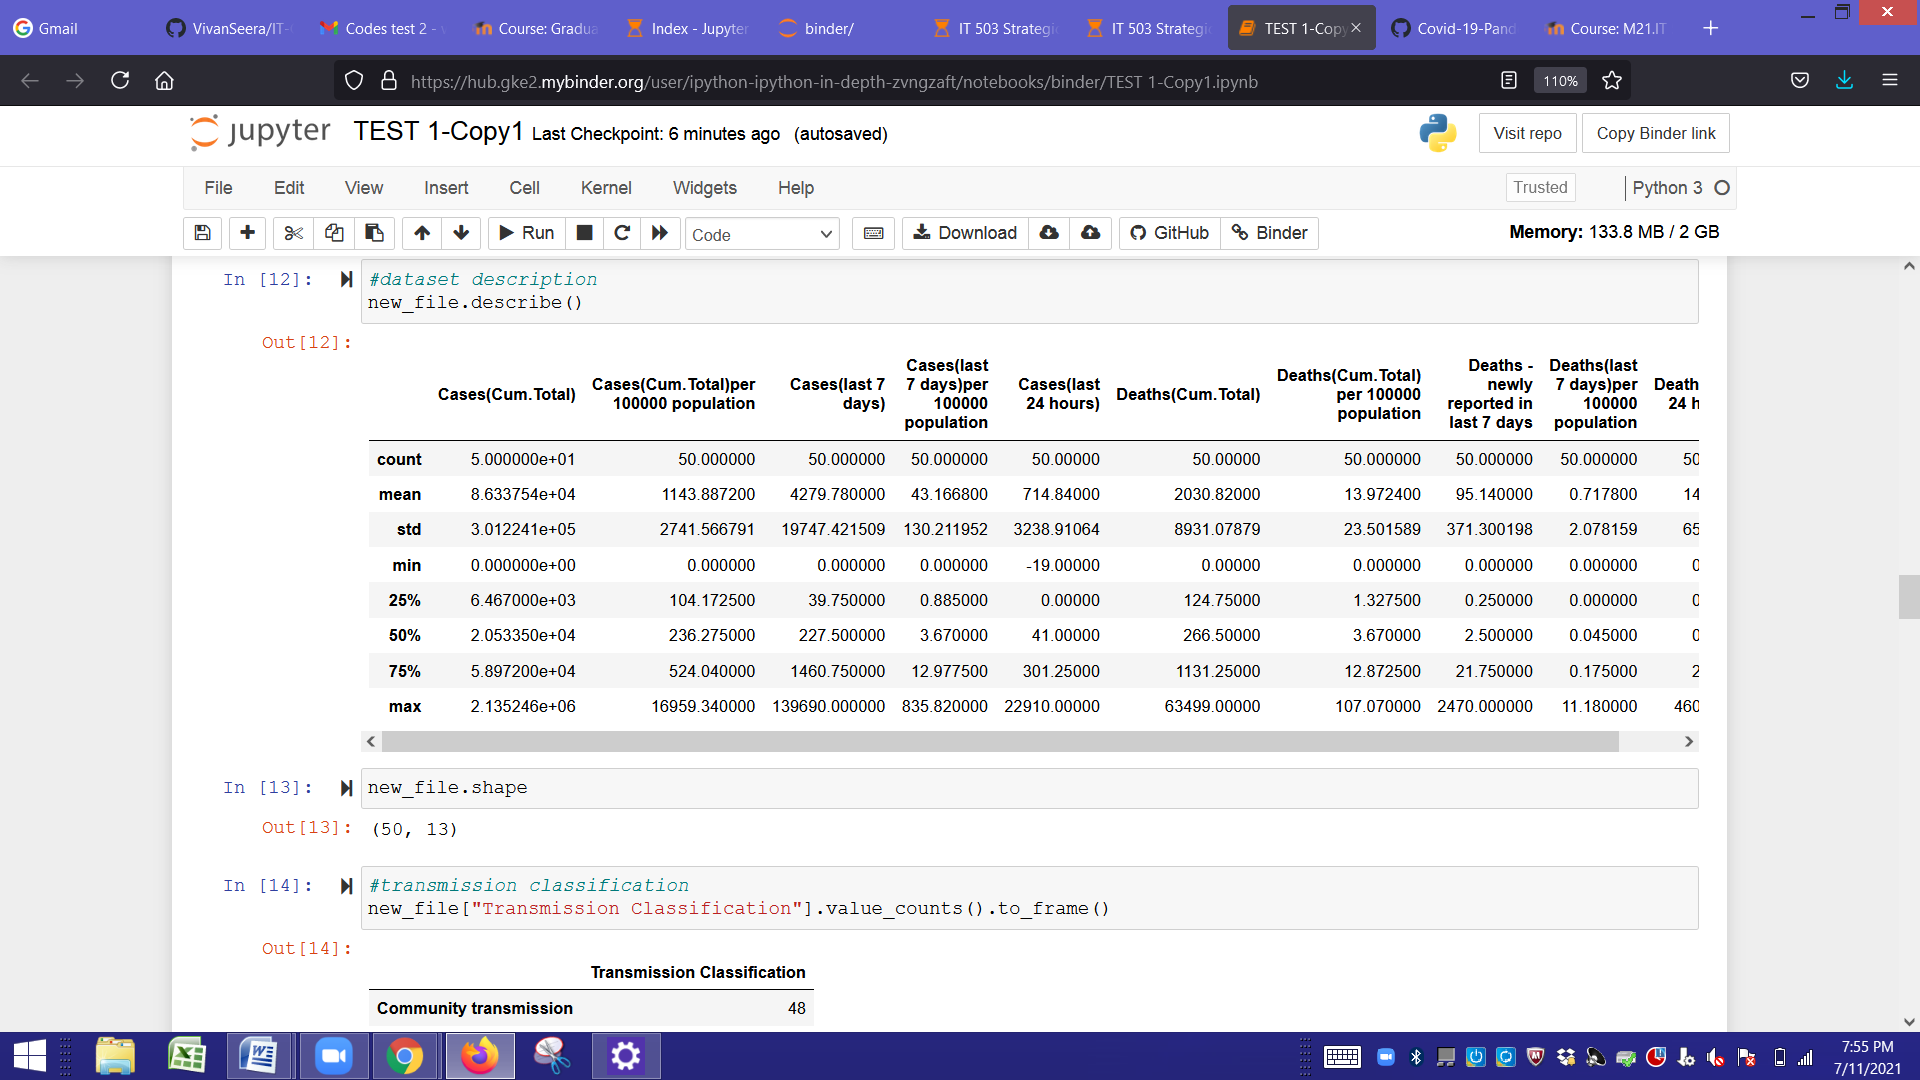 Gmail
VivanSeera/IT-
Codes test 2 -
Course: Gradua
Index - Jupyter
binder/
IT 503 Strategi
IT 503 Strategi
TEST 1-Copy
Covid-19-Pand
Course: M21.IT
https://hub.gke2.mybinder.org/user/ipython-ipython-in-depth-zvngzaft/notebooks/binder/TEST 1-Copy1.ipynb
110%
jupyter TEST 1-Copy1 Last Checkpoint: 6 minutes ago (autosaved)
Visit repo
Copy Binder link
File Edit View Insert Cell Kernel Widgets Help
Trusted
Python 3
Run
Code
Download
GitHub
Binder
Memory: 133.8 MB / 2 GB
In [12]:
#dataset description
new_file.describe()
Out[12]:
Cases(Cum.Total)
Cases(Cum.Total)per
100000 population
Cases(last 7
days)
Cases(last
7 days)per
100000
population
Cases(last
24 hours)
Deaths(Cum.Total)
Deaths(Cum.Total)
per 100000
population
Deaths -
newly
reported in
last 7 days
Deaths(last
7 days)per
100000
population
Death
24 h
count 5.000000e+01 50.000000 50.000000 50.000000 50.00000 50.00000 50.000000 50.000000 50.000000 50
mean 8.633754e+04 1143.887200 4279.780000 43.166800 714.84000 2030.82000 13.972400 95.140000 0.717800 14
std 3.012241e+05 2741.566791 19747.421509 130.211952 3238.91064 8931.07879 23.501589 371.300198 2.078159 65
min 0.000000e+00 0.000000 0.000000 0.000000 -19.00000 0.00000 0.000000 0.000000 0.000000 0
25% 6.467000e+03 104.172500 39.750000 0.885000 0.00000 124.75000 1.327500 0.250000 0.000000 0
50% 2.053350e+04 236.275000 227.500000 3.670000 41.00000 266.50000 3.670000 2.500000 0.045000 0
75% 5.897200e+04 524.040000 1460.750000 12.977500 301.25000 1131.25000 12.872500 21.750000 0.175000 2
max 2.135246e+06 16959.340000 139690.000000 835.820000 22910.00000 63499.00000 107.070000 2470.000000 11.180000 460
In [13]:
new_file.shape
Out[13]:
(50, 13)
In [14]:
#transmission classification
new_file["Transmission Classification"].value_counts().to_frame()
Out[14]:
Transmission Classification
Community transmission 48
7:55 PM
7/11/2021